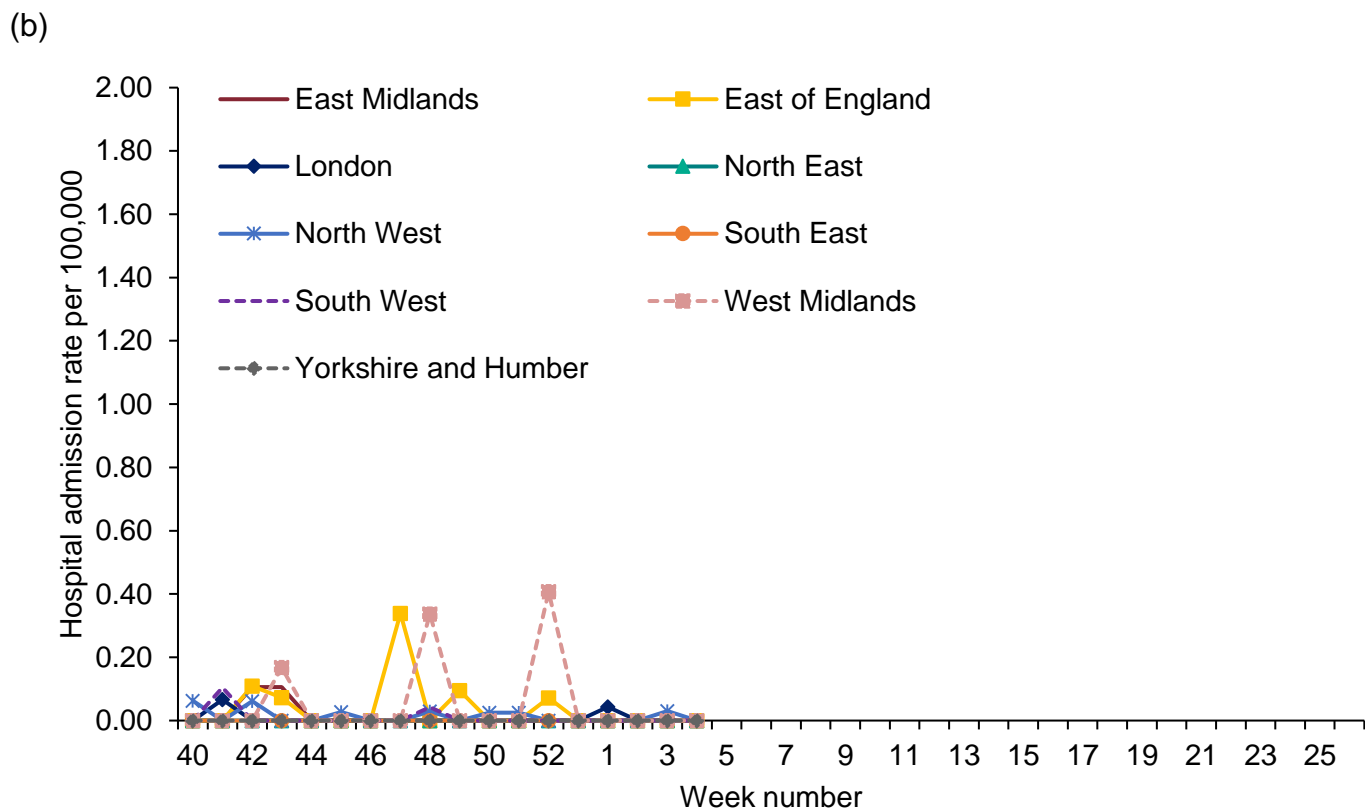 (b)
Hospital admission rate per 100,000
2.00
1.80
1.60
1.40
1.20
1.00
0.80
0.60
0.40
0.20
0.00
East Midlands
East of England
London
North East
North West
South East
South West
West Midlands
Yorkshire and Humber
40 42 44 46 48 50 52 1 3 5 7 9 11 13 15 17 19 21 23 25
Week number